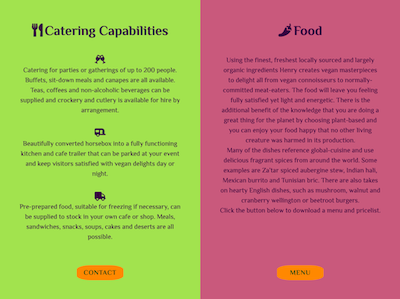 Catering Capabilities
Catering for parties or gatherings of up to 200 people.
Buffets, sit-down meals and canapes are all available.
Teas, coffees and non-alcoholic beverages can be
supplied and crockery and cutlery is available for hire by
arrangement.
Beautifully converted horsebox into a fully functioning
kitchen and cafe trailer that can be parked at your event
and keep visitors satisfied with vegan delights day or
night.
Pre-prepared food, suitable for freezing if necessary, can
be supplied to stock in your own cafe or shop. Meals,
sandwiches, snacks, soups, cakes and deserts are all
possible.
CONTACT
Food
Using the finest, freshest locally sourced and largely
organic ingredients Henry creates vegan masterpieces
to delight all from vegan connoisseurs to normally-
committed meat-eaters. The food will leave you feeling
fully satisfied yet light and energetic. There is the
additional benefit of the knowledge that you are doing a
great thing for the planet by choosing plant-based and
you can enjoy your food happy that no other living
creature was harmed in its production.
Many of the dishes reference global-cuisine and use
delicious fragrant spices from around the world. Some
examples are Za'tar spiced aubergine stew, Indian bali,
Mexican burrito and Tunisian bric. There are also takes
on hearty English dishes, such as mushroom, walnut and
cranberry wellington or beetroot burgers.
Click the button below to download a menu and pricelist.
MENU